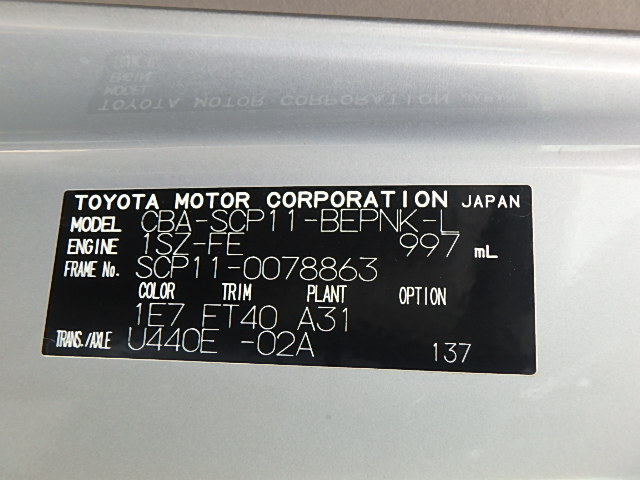 TOYOTA MOTOR CORPORATION JAPAN
MODEL CBA-SCP11-BEPNK-L
ENGINE 1SZ-FE 997 mL
FRAME No. SCP11-0078863
COLOR TRIM PLANT OPTION
1E7 FT40 A31
TRANS./AXLE U440E -02A 137